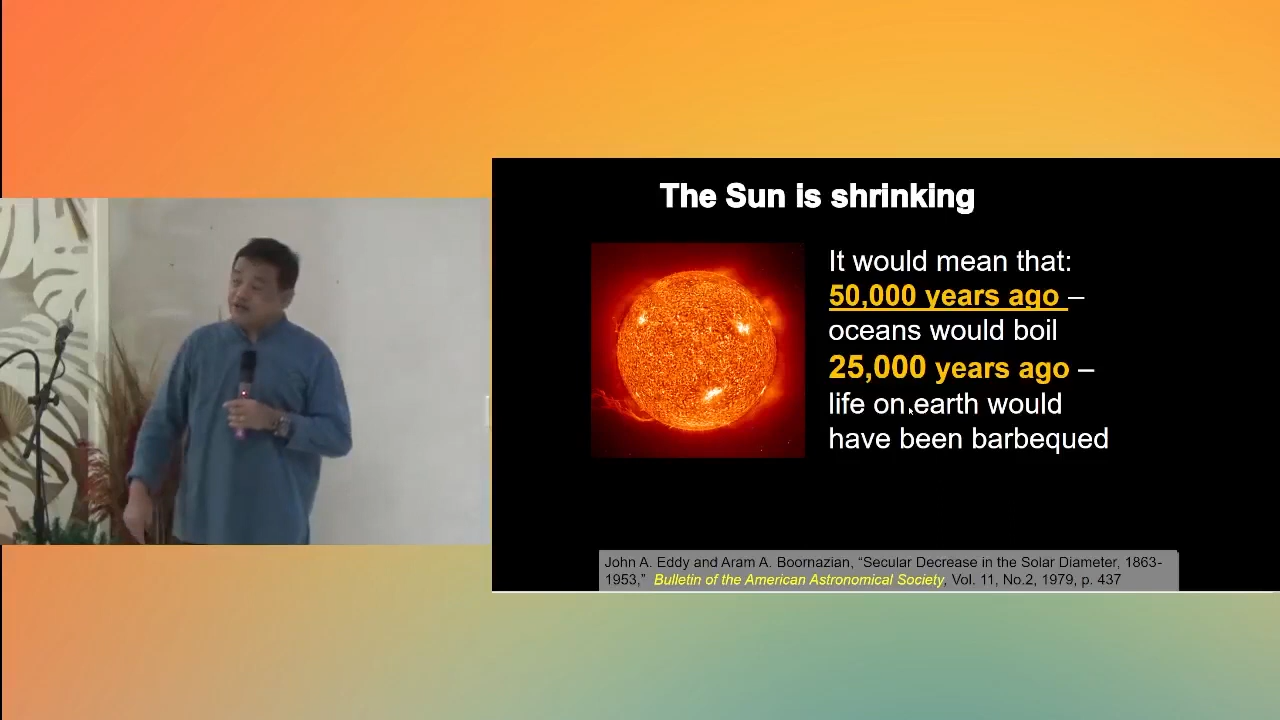 The Sun is shrinking
It would mean that:
50,000 years ago –
oceans would boil
25,000 years ago –
life on earth would
have been barbequed
John A. Eddy and Aram A. Boornazian, “Secular Decrease in the Solar Diameter, 1863-
1953,” Bulletin of the American Astronomical Society, Vol. 11, No.2, 1979, p. 437